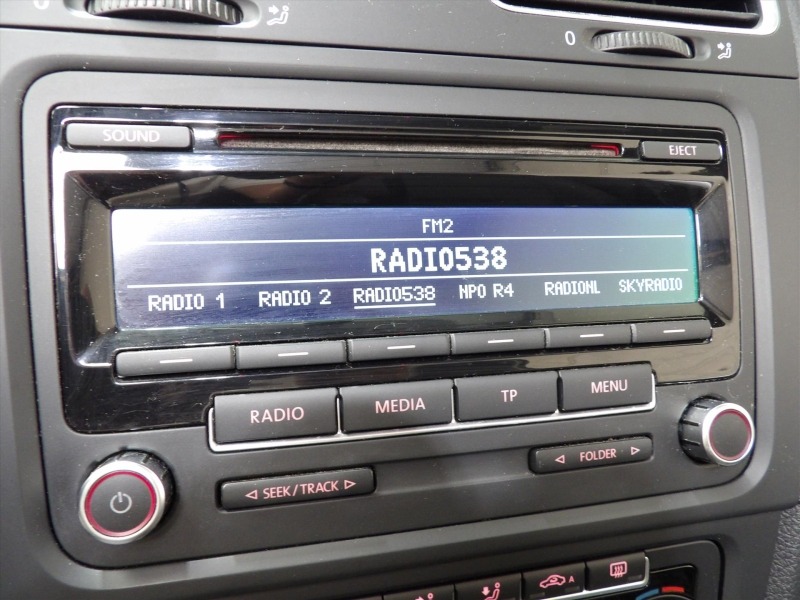 0
0
SOUND
EJECT
FM2
RADIO538
RADIO 1 RADIO 2 RADIO538 NPO R4 RADIONL SKYRADIO
RADIO MEDIA TP MENU
SEEK/TRACK FOLDER
A